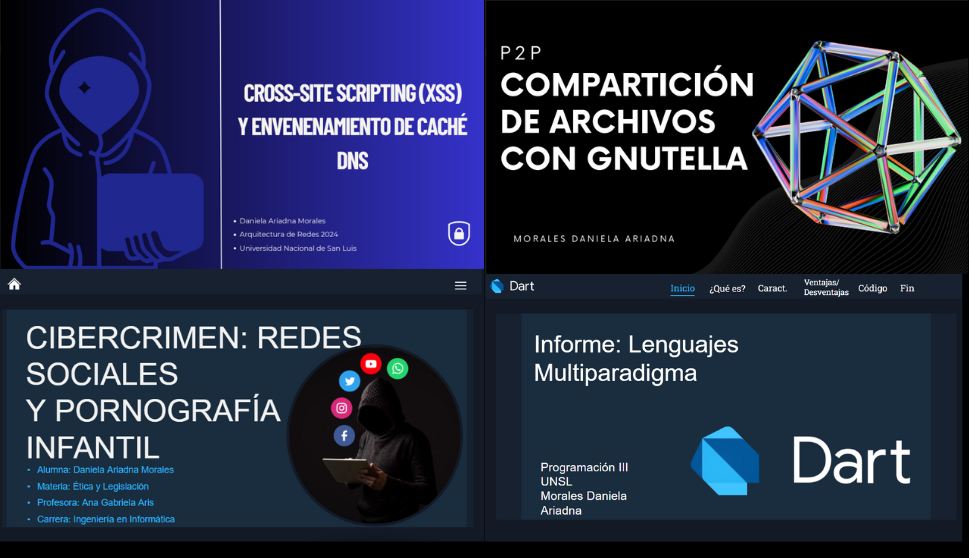 CROSS-SITE SCRIPTING (XSS)
Y ENVENENAMIENTO DE CACHÉ
DNS
Daniela Ariadna Morales
Arquitectura de Redes 2024
Universidad Nacional de San Luis
P2P
COMPARTICIÓN
DE ARCHIVOS
CON GNUTELLA
MORALES DANIELA ARIADNA
CIBERCRIMEN: REDES
SOCIALES
Y PORNOGRAFÍA
INFANTIL
Alumna: Daniela Ariadna Morales
Materia: Ética y Legislación
Profesora: Ana Gabriela Aris
Carrera: Ingeniería en Informática
Dart
Inicio
¿Qué es?
Caract.
Ventajas/
Desventajas
Código
Fin
Informe: Lenguajes
Multiparadigma
Programación III
UNSL
Morales Daniela
Ariadna
Dart